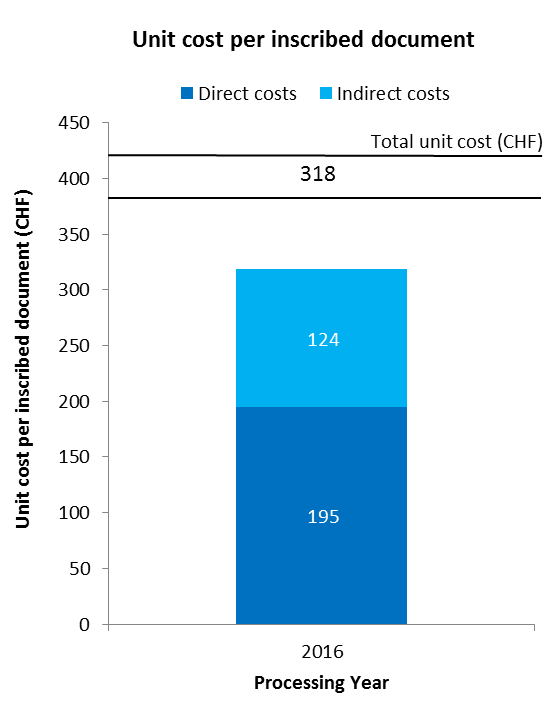 Unit cost per inscribed document
Direct costs
Indirect costs
450
Total unit cost (CHF)
400
318
350
300
250
124
200
150
100
195
50
0
2016
Processing Year
Unit cost per inscribed document (CHF)